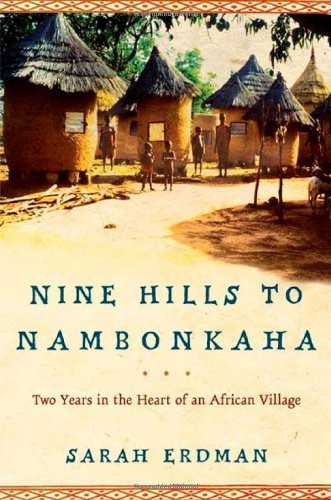 NINE HILLS TO
NAMBONKAHA
Two Years in the Heart of an African Village
SARAH ERDMAN